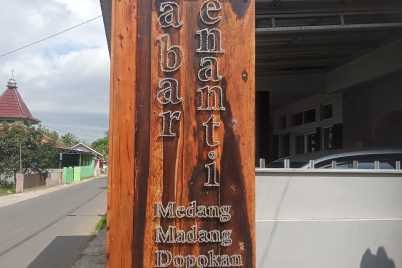 abar
enanti
Medang
Madang
Dopokan